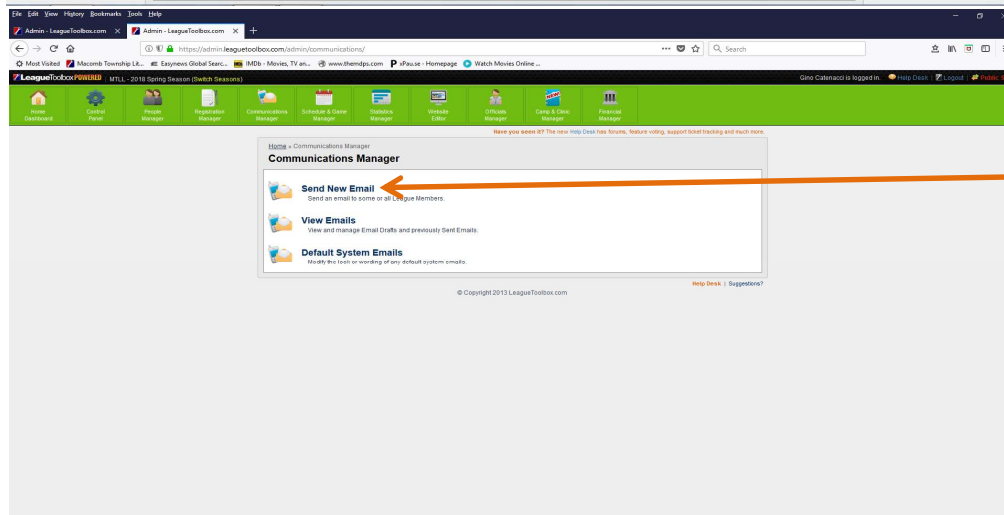 File Edit View History Bookmarks Tools Help
Admin - LeagueToolbox.com × Admin - LeagueToolbox.com × +
https://admin.leaguetoolbox.com/admin/communications/ Search
Most Visited Macomb Township Lit... Easynews Global Searc... IMDb - Movies, TV an... www.themdps.com vPau.se - Homepage Watch Movies Online ...
LeagueToolbox POWERED | MTLL - 2018 Spring Season (Switch Seasons) Gino Catenacci is logged in. Help Desk | Logout | Public
Home Dashboard Control Panel People Manager Registration Manager Communications Manager Schedule & Game Manager Statistics Manager Website Editor Officials Manager Camp & Clinic Manager Financial Manager
Have you seen it? The new Help Desk has forums, feature voting, support ticket tracking and much more.
Home » Communications Manager
Communications Manager
Send New Email
Send an email to some or all League Members.
View Emails
View and manage Email Drafts and previously Sent Emails.
Default System Emails
Modify the look or wording of any default system emails.
Help Desk | Suggestions?
© Copyright 2013 LeagueToolbox.com